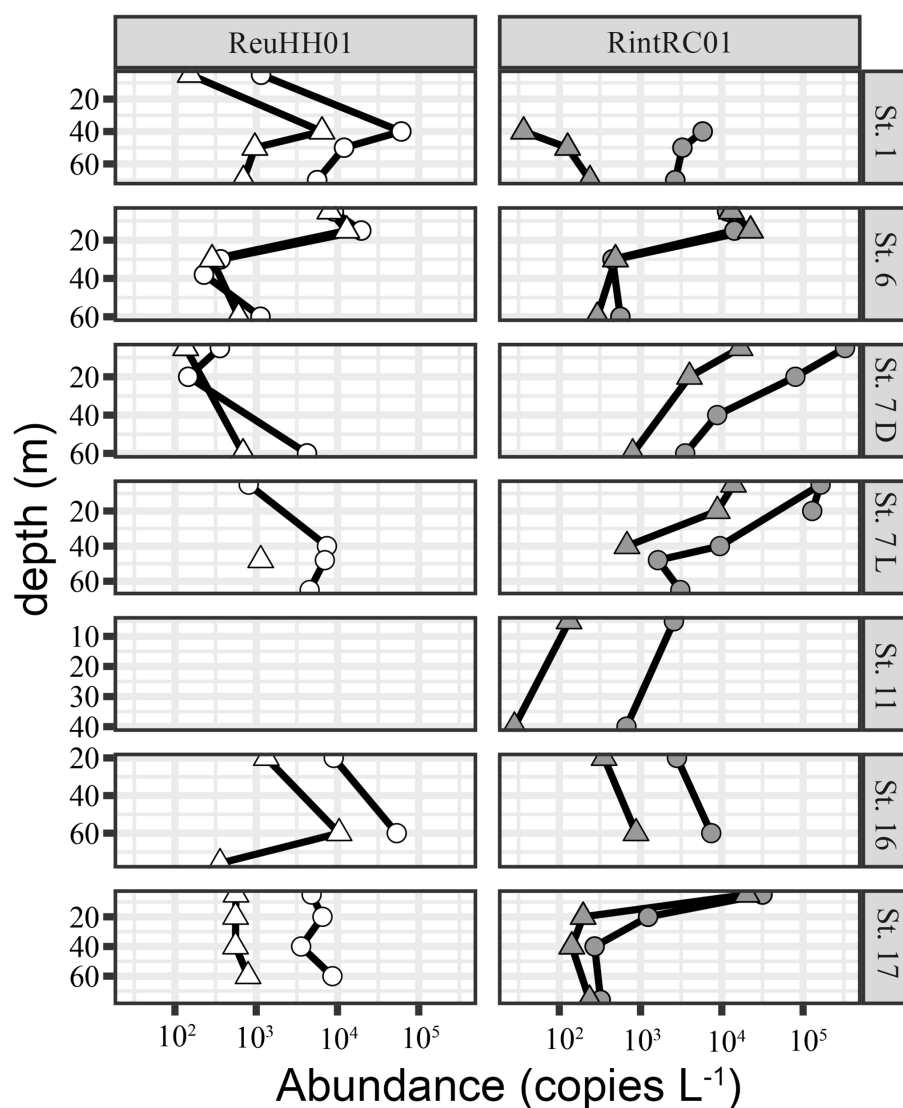 ReuHH01 RintRC01
20
40
60
St. 1
20
40
60
St. 6
20
40
60
St. 7 D
20
40
60
St. 7 L
10
20
30
40
St. 11
20
40
60
St. 16
20
40
60
St. 17
depth (m)
10² 10³ 10⁴ 10⁵ 10² 10³ 10⁴ 10⁵
Abundance (copies L⁻¹)